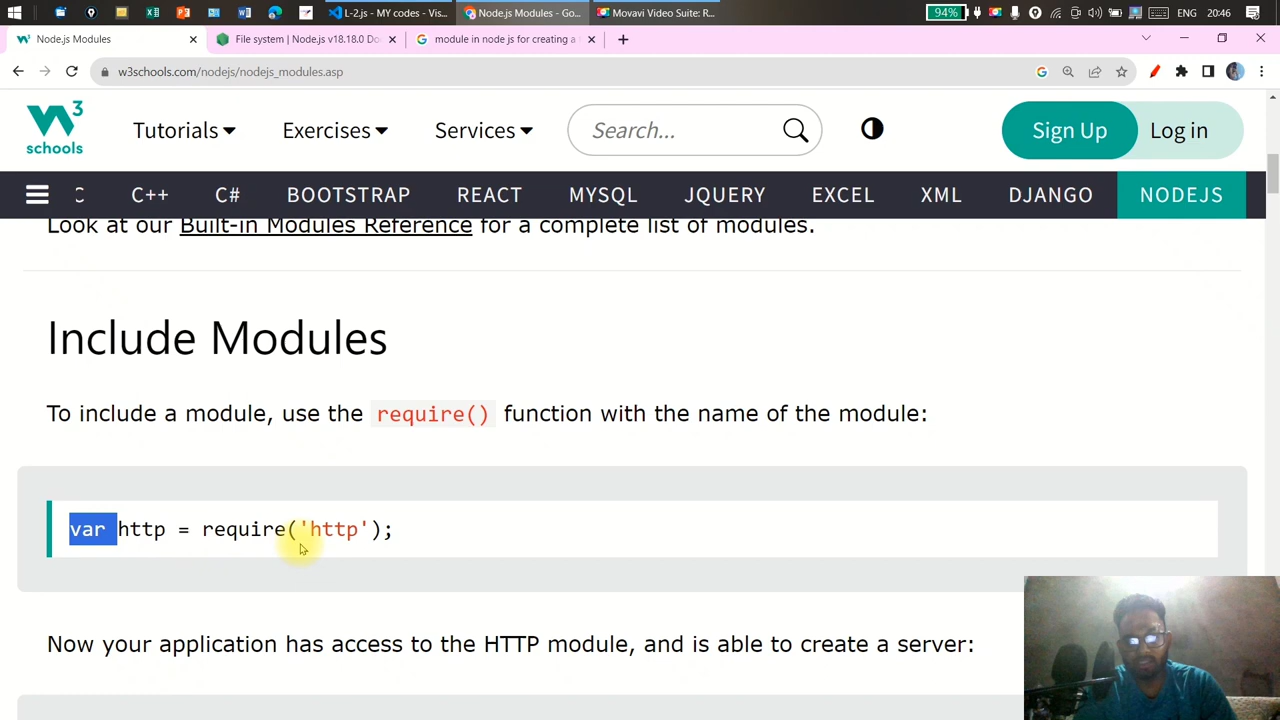 L-2.js - MY codes - Vis...
Node.js Modules - Go...
Movavi Video Suite: R...
94%
ENG
20:46
Node.js Modules
File system | Node.js v18.18.0 Do
module in node js for creating a
w3schools.com/nodejs/nodejs_modules.asp
W3
schools
Tutorials
Exercises
Services
Search...
Sign Up
Log in
C
C++
C#
BOOTSTRAP
REACT
MYSQL
JQUERY
EXCEL
XML
DJANGO
NODEJS
Look at our Built-in Modules Reference for a complete list of modules.
Include Modules
To include a module, use the require() function with the name of the module:
var http = require('http');
Now your application has access to the HTTP module, and is able to create a server: